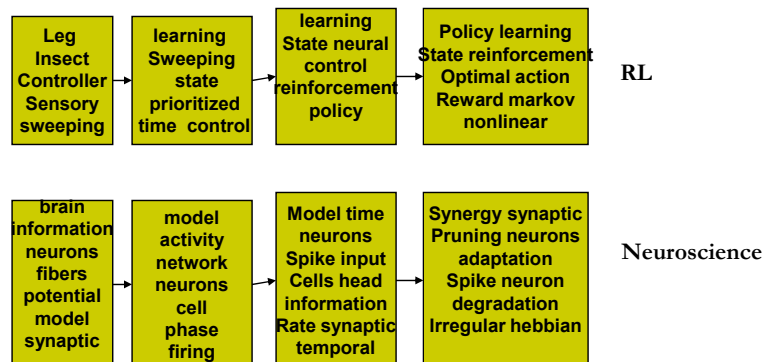 Leg
Insect
Controller
Sensory
sweeping
learning
Sweeping
state
prioritized
time control
learning
State neural
control
reinforcement
policy
Policy learning
State reinforcement
Optimal action
Reward markov
nonlinear
RL
brain
information
neurons
fibers
potential
model
synaptic
model
activity
network
neurons
cell
phase
firing
Model time
neurons
Spike input
Cells head
information
Rate synaptic
temporal
Synergy synaptic
Pruning neurons
adaptation
Spike neuron
degradation
Irregular hebbian
Neuroscience